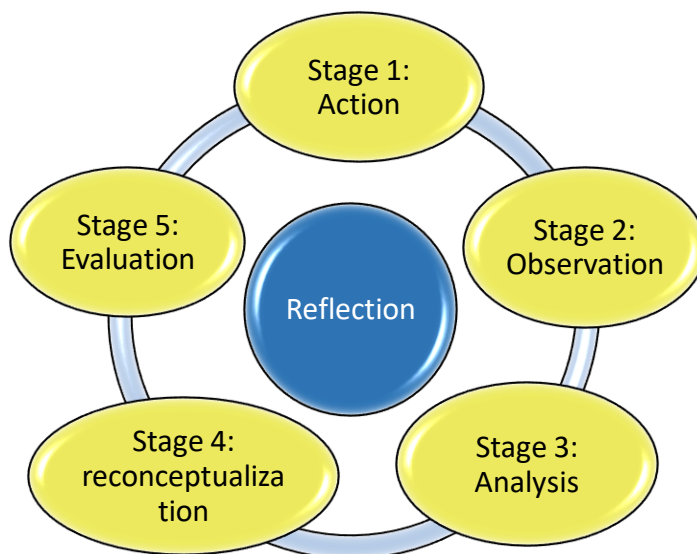 Stage 1:
Action
Stage 2:
Observation
Stage 3:
Analysis
Stage 4:
reconceptualiza
tion
Stage 5:
Evaluation
Reflection